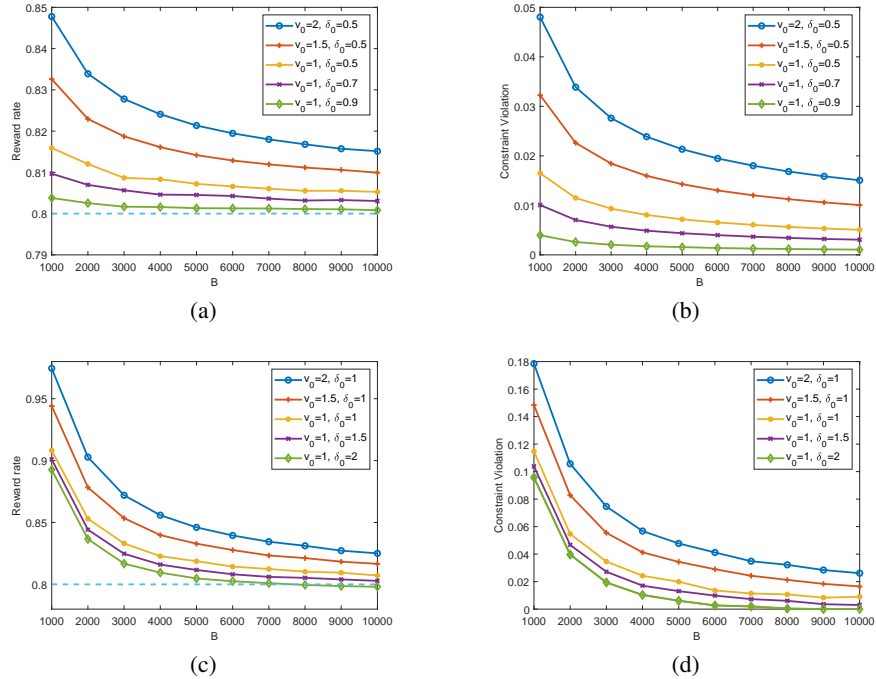 0.85
0.84
0.83
0.82
0.81
0.8
0.79
Reward rate
1000 2000 3000 4000 5000 6000 7000 8000 9000 10000
B
v0=2, δ0=0.5
v0=1.5, δ0=0.5
v0=1, δ0=0.5
v0=1, δ0=0.7
v0=1, δ0=0.9
(a)
0.05
0.04
0.03
0.02
0.01
0
Constraint Violation
1000 2000 3000 4000 5000 6000 7000 8000 9000 10000
B
v0=2, δ0=0.5
v0=1.5, δ0=0.5
v0=1, δ0=0.5
v0=1, δ0=0.7
v0=1, δ0=0.9
(b)
0.95
0.9
0.85
0.8
Reward rate
1000 2000 3000 4000 5000 6000 7000 8000 9000 10000
B
v0=2, δ0=1
v0=1.5, δ0=1
v0=1, δ0=1
v0=1, δ0=1.5
v0=1, δ0=2
(c)
0.18
0.16
0.14
0.12
0.1
0.08
0.06
0.04
0.02
0
Constraint Violation
1000 2000 3000 4000 5000 6000 7000 8000 9000 10000
B
v0=2, δ0=1
v0=1.5, δ0=1
v0=1, δ0=1
v0=1, δ0=1.5
v0=1, δ0=2
(d)